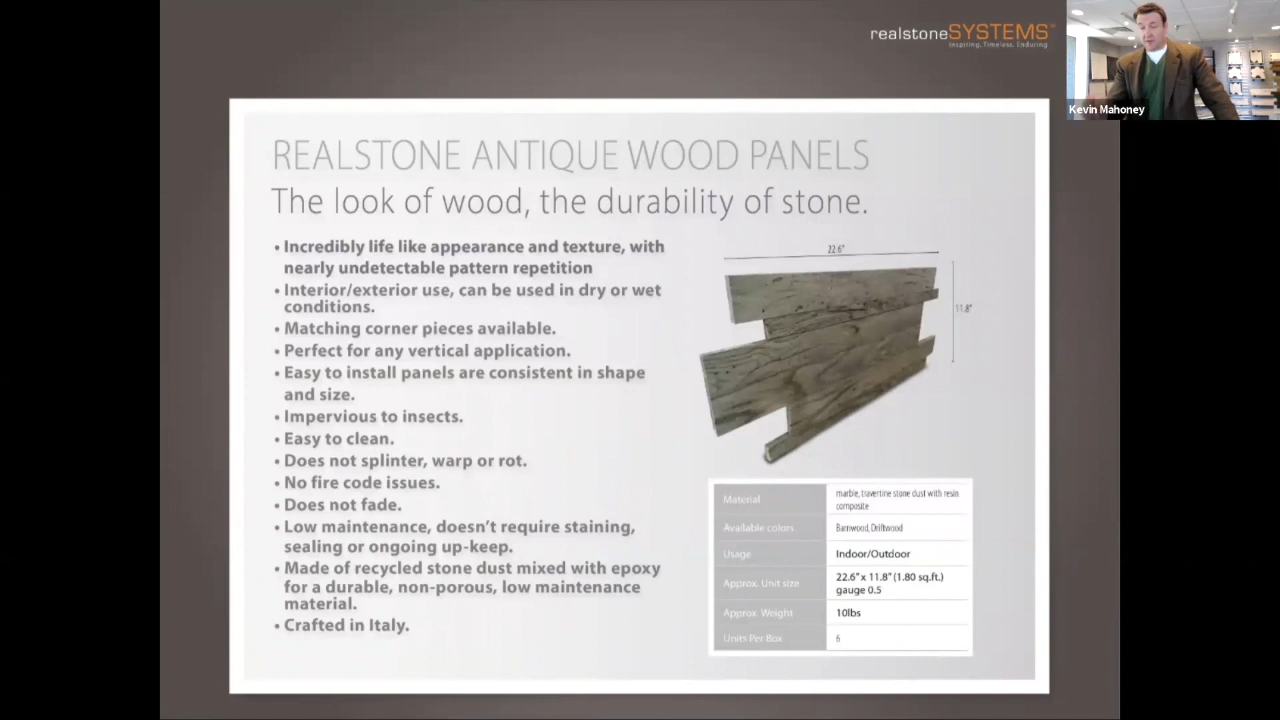 realstoneSYSTEMS
Inspiring. Timeless. Enduring
Kevin Mahoney
REALSTONE ANTIQUE WOOD PANELS
The look of wood, the durability of stone.
• Incredibly life like appearance and texture, with
nearly undetectable pattern repetition
• Interior/exterior use, can be used in dry or wet
conditions.
• Matching corner pieces available.
• Perfect for any vertical application.
• Easy to install panels are consistent in shape
and size.
• Impervious to insects.
• Easy to clean.
• Does not splinter, warp or rot.
• No fire code issues.
• Does not fade.
• Low maintenance, doesn't require staining,
sealing or ongoing up-keep.
• Made of recycled stone dust mixed with epoxy
for a durable, non-porous, low maintenance
material.
• Crafted in Italy.
22.6"
11.8"
Material marble, travertine stone dust with resin
composite
Available colors Barnwood, Driftwood
Usage Indoor/Outdoor
Approx. Unit size 22.6" x 11.8" (1.80 sq.ft.)
gauge 0.5
Approx. Weight 10lbs
Units Per Box 6